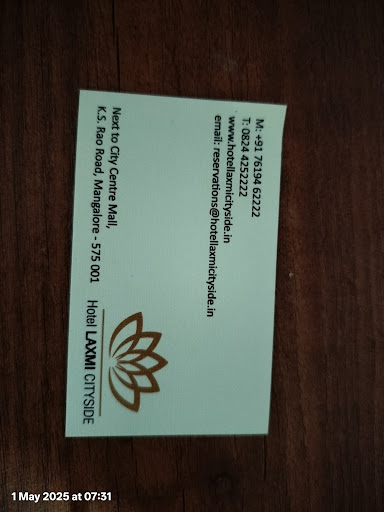 M: +91 76194 62222
T: 0824 4252222
www.hotellaxmicityside.in
email: reservations@hotellaxmicityside.in
Next to City Centre Mall,
K.S. Rao Road, Mangalore - 575 001
Hotel LAXMI CITYSIDE
1 May 2025 at 07:31